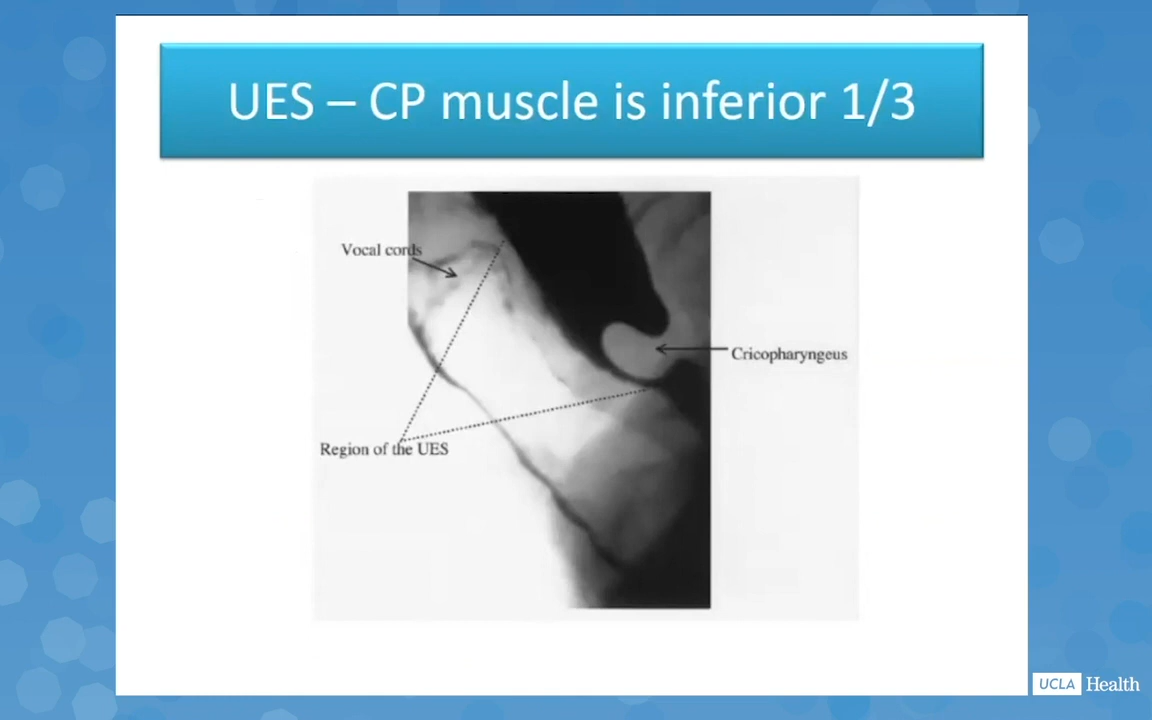 UES – CP muscle is inferior 1/3
Vocal cords
Cricopharyngeus
Region of the UES
UCLA Health